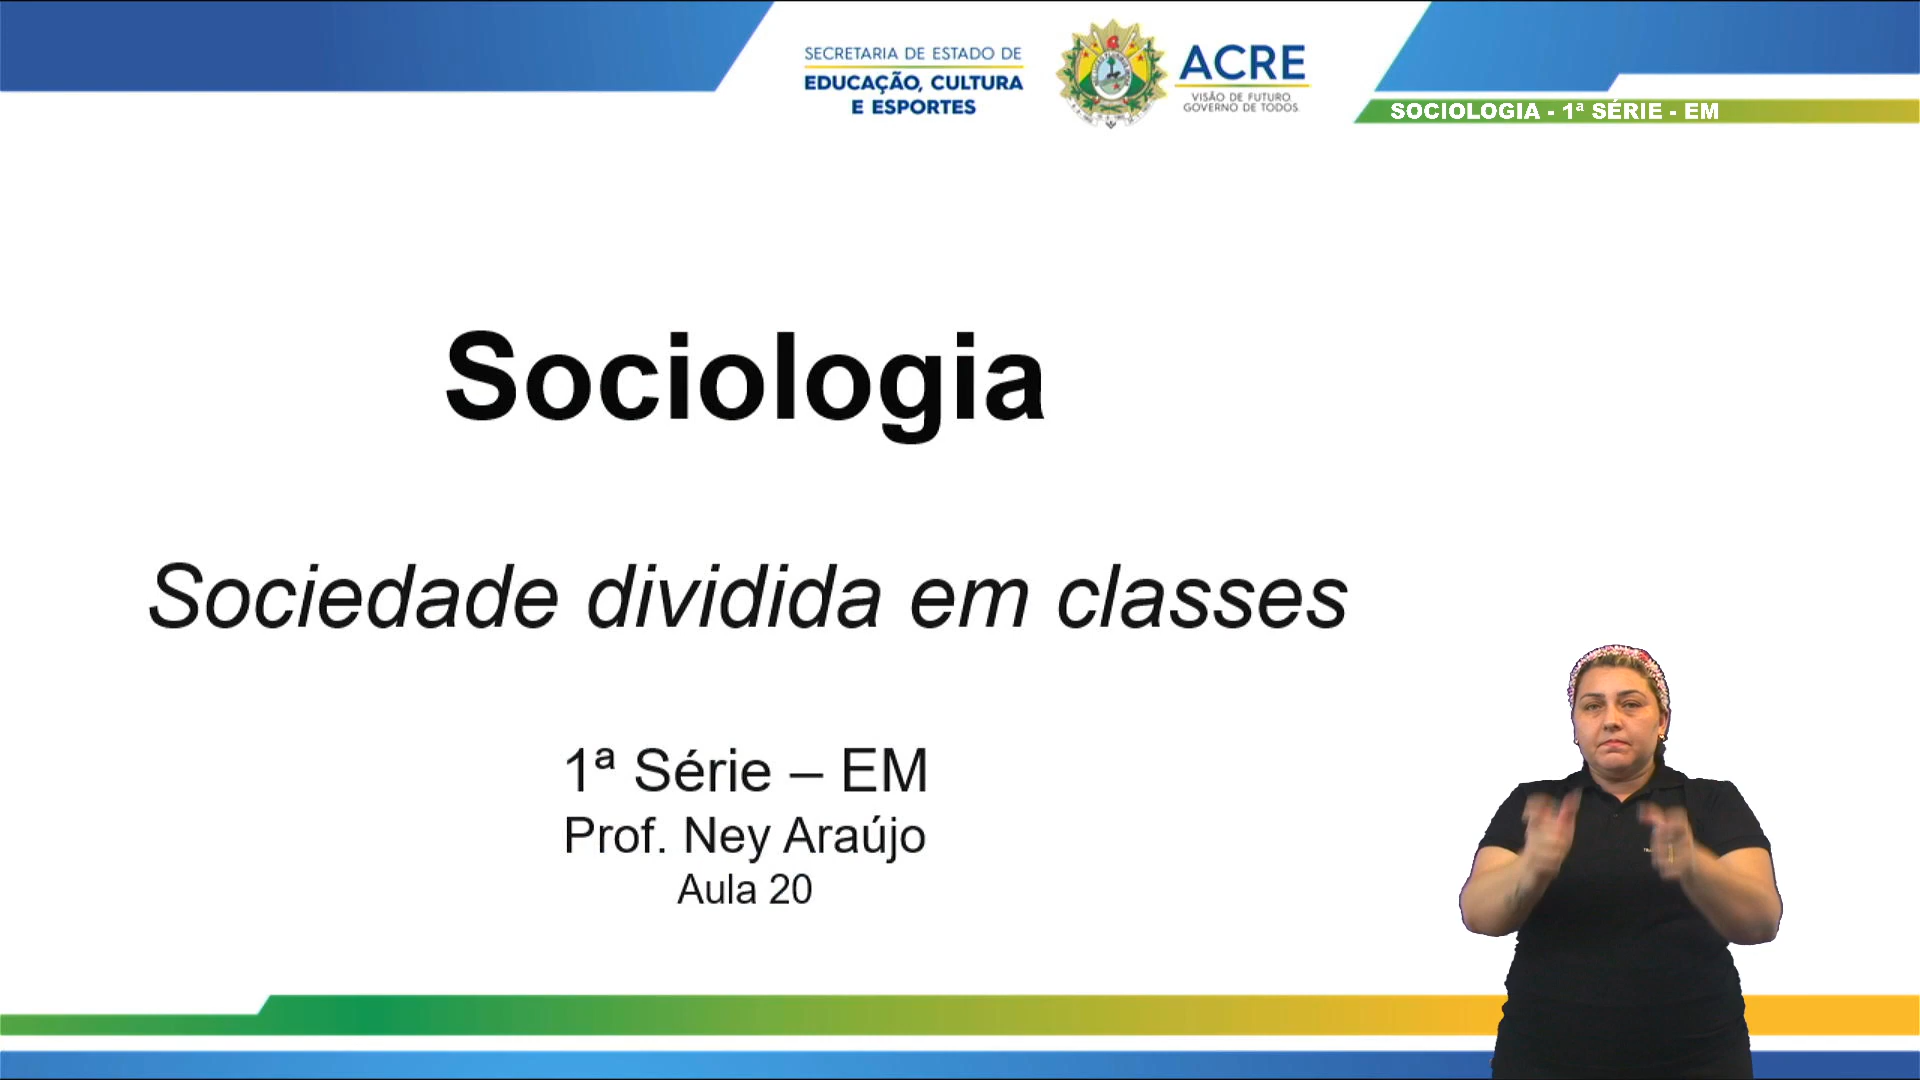 SECRETARIA DE ESTADO DE
EDUCAÇÃO, CULTURA
E ESPORTES
ACRE
VISÃO DE FUTURO
GOVERNO DE TODOS
SOCIOLOGIA - 1ª SÉRIE - EM
Sociologia
Sociedade dividida em classes
1ª Série – EM
Prof. Ney Araújo
Aula 20